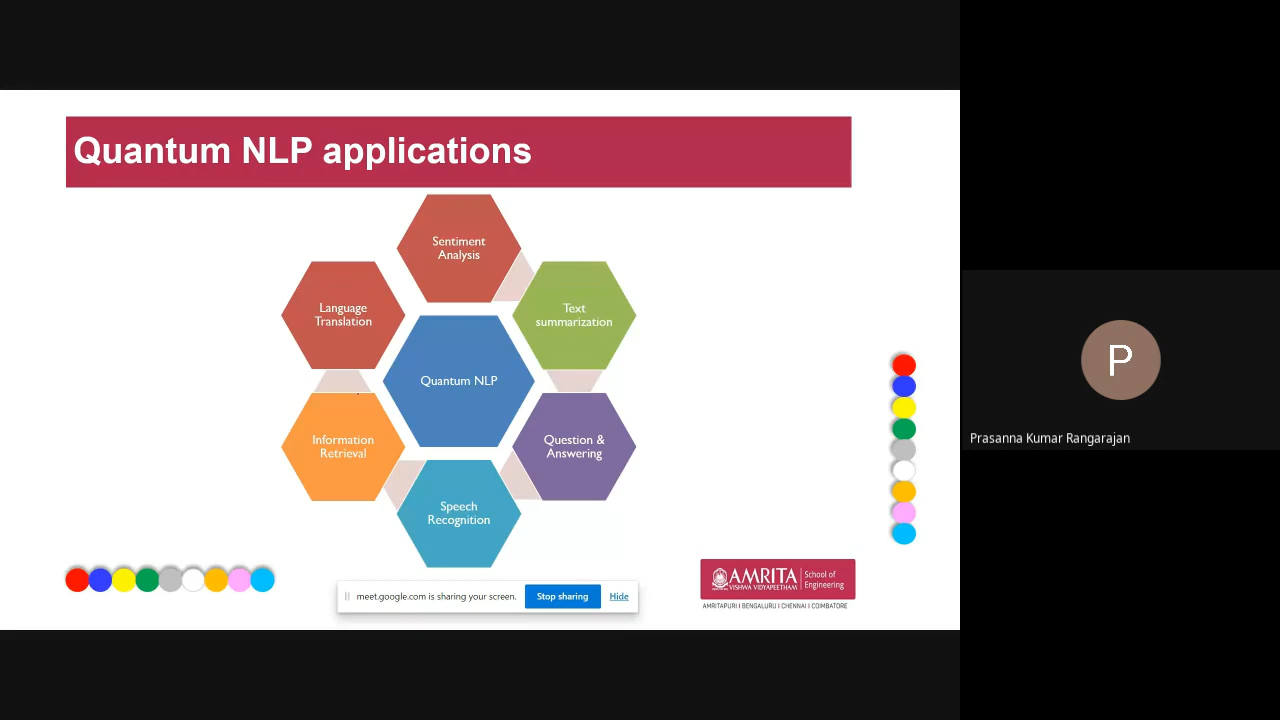 Quantum NLP applications
Sentiment
Analysis
Language
Translation
Text
summarization
Quantum NLP
Information
Retrieval
Question &
Answering
Speech
Recognition
meet.google.com is sharing your screen.
Stop sharing
Hide
AMRITA
VISHWA VIDYAPEETHAM
School of
Engineering
AMRITAPURI I BENGALURU I CHENNAI I COIMBATORE
P
Prasanna Kumar Rangarajan